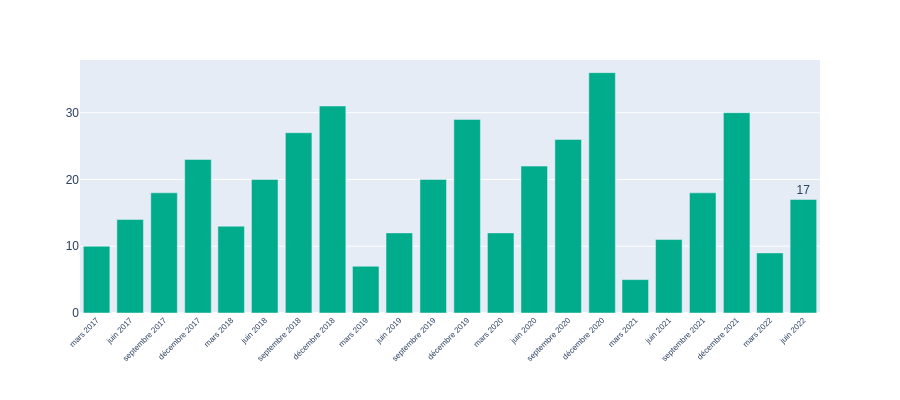 30
20
10
0
17
mars 2017
juin 2017
septembre 2017
décembre 2017
mars 2018
juin 2018
septembre 2018
décembre 2018
mars 2019
juin 2019
septembre 2019
décembre 2019
mars 2020
juin 2020
septembre 2020
décembre 2020
mars 2021
juin 2021
septembre 2021
décembre 2021
mars 2022
juin 2022